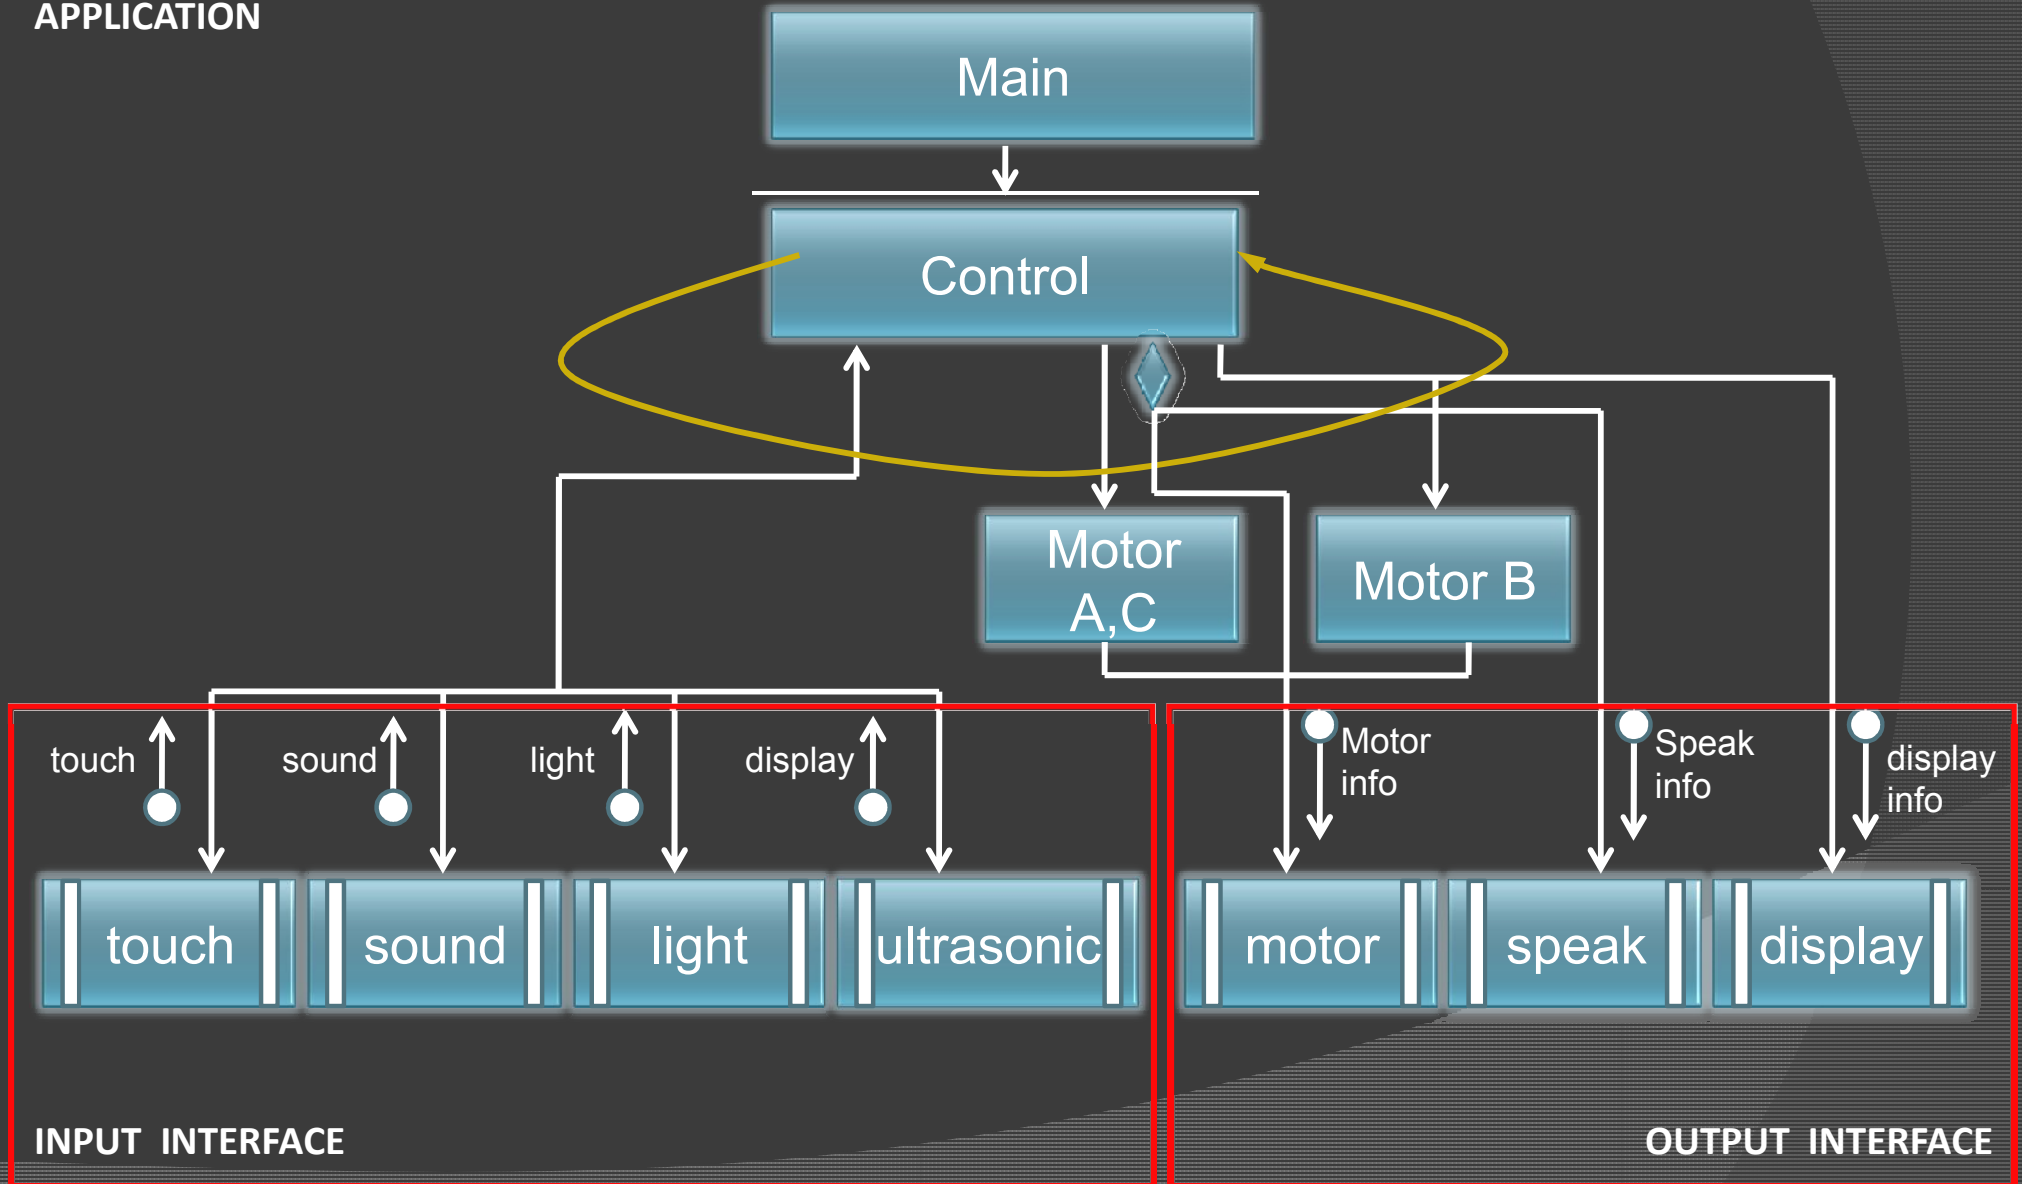 APPLICATION
Main
Control
Motor
A,C
Motor B
touch
sound
light
display
Motor
info
Speak
info
display
info
touch
sound
light
ultrasonic
motor
speak
display
INPUT INTERFACE
OUTPUT INTERFACE